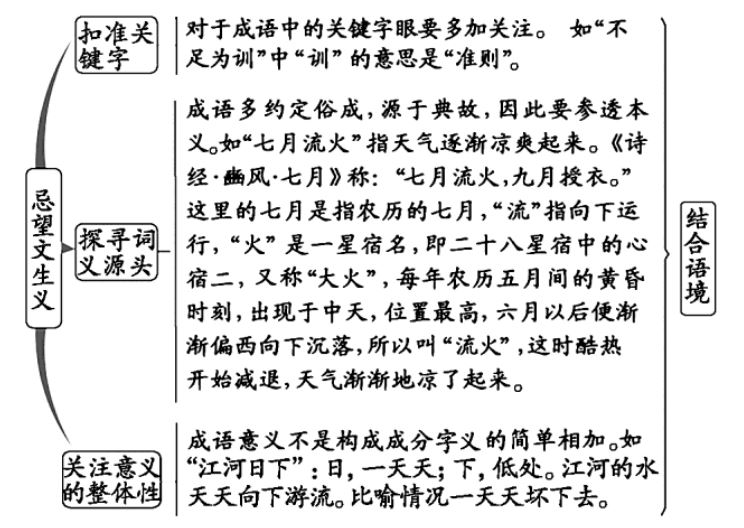 忌望文生义
扣准关
键字
对于成语中的关键字眼要多加关注。 如“不
足为训”中“训”的意思是“准则”。
探寻词
义源头
成语多约定俗成,源于典故,因此要参透本
义。如“七月流火”指天气逐渐凉爽起来。《诗
经·豳风·七月》称:“七月流火,九月授衣。”
这里的七月是指农历的七月,“流”指向下运
行,“火”是一星宿名,即二十八星宿中的心
宿二,又称“大火”,每年农历五月间的黄昏
时刻,出现于中天,位置最高,六月以后便渐
渐偏西向下沉落,所以叫“流火”,这时酷热
开始减退,天气渐渐地凉了起来。
关注意义
的整体性
成语意义不是构成成分字义的简单相加。如
“江河日下”:日,一天天;下,低处。江河的水
天天向下游流。比喻情况一天天坏下去。
结合语境